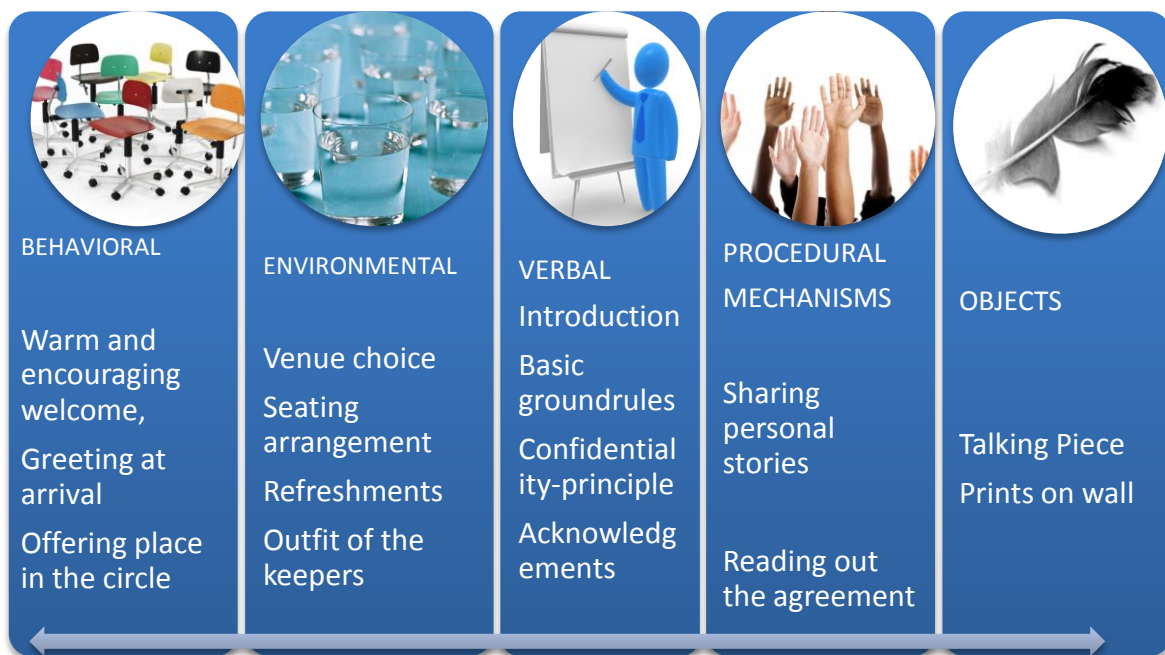 BEHAVIORAL
Warm and
encouraging
welcome,
Greeting at
arrival
Offering place
in the circle
ENVIRONMENTAL
Venue choice
Seating
arrangement
Refreshments
Outfit of the
keepers
VERBAL
Introduction
Basic
groundrules
Confidential
ity-principle
Acknowledg
ements
PROCEDURAL
MECHANISMS
Sharing
personal
stories
Reading out
the agreement
OBJECTS
Talking Piece
Prints on wall